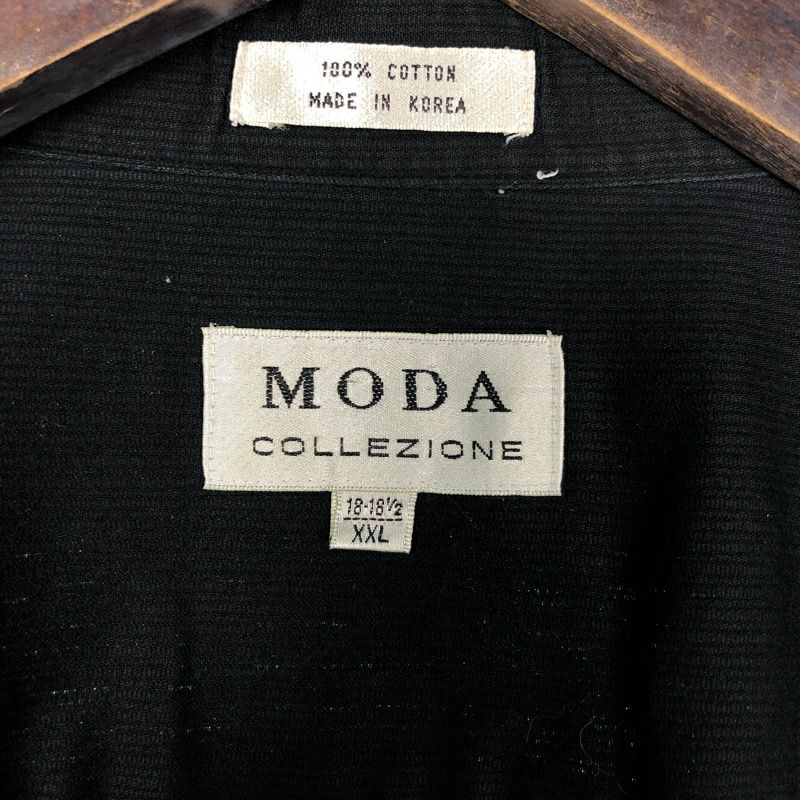 100% COTTON
MADE IN KOREA
MODA
COLLEZIONE
18-18½
XXL